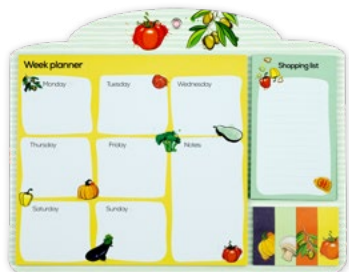 Week planner
Shopping list
Monday
Tuesday
Wednesday
Thursday
Friday
Notes
Saturday
Sunday